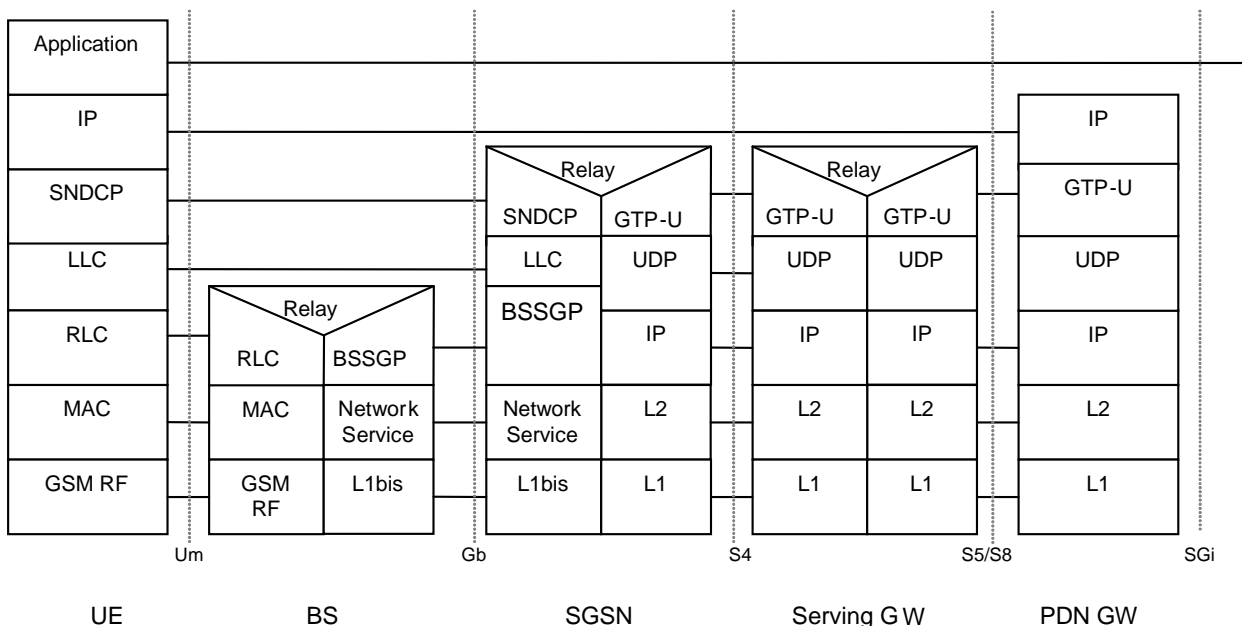 Application
IP
SNDCP
LLC
RLC
MAC
GSM RF
Relay
RLC
BSSGP
MAC
Network
Service
GSM
RF
L1bis
Relay
SNDCP
GTP-U
LLC
UDP
BSSGP
IP
Network
Service
L2
L1bis
L1
Relay
GTP-U
GTP-U
UDP
UDP
IP
IP
L2
L2
L1
L1
IP
GTP-U
UDP
IP
L2
L1
Um
Gb
S4
S5/S8
SGi
UE
BS
SGSN
Serving GW
PDN GW